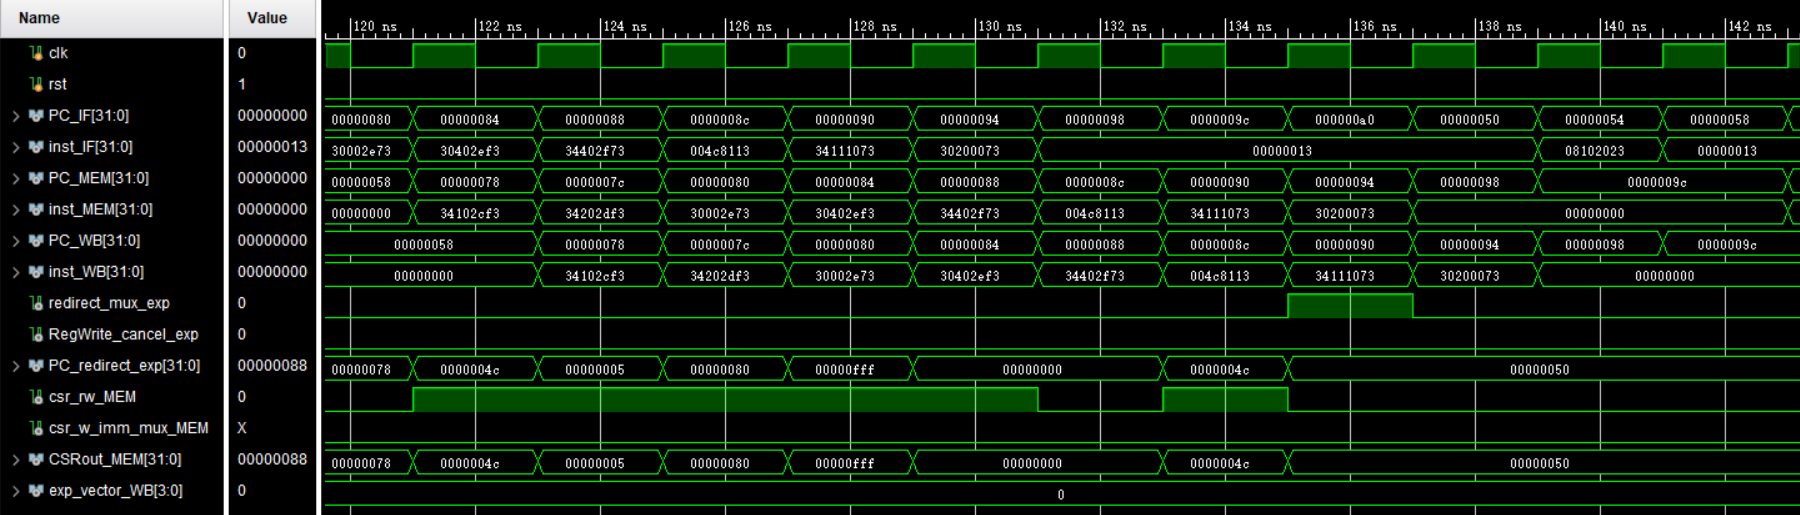 Name Value 120 ns 122 ns 124 ns 126 ns 128 ns 130 ns 132 ns 134 ns 136 ns 138 ns 140 ns 142 ns
clk 0
rst 1
PC_IF[31:0] 00000000 00000080 00000084 00000088 0000008c 00000090 00000094 00000098 0000009c 000000a0 00000050 00000054 00000058
inst_IF[31:0] 00000013 30002e73 30402ef3 34402f73 004c8113 34111073 30200073 00000013 08102023 00000013
PC_MEM[31:0] 00000000 00000058 00000078 0000007c 00000080 00000084 00000088 0000008c 00000090 00000094 00000098 0000009c
inst_MEM[31:0] 00000000 00000000 34102cf3 34202df3 30002e73 30402ef3 34402f73 004c8113 34111073 30200073 00000000
PC_WB[31:0] 00000000 00000058 00000078 0000007c 00000080 00000084 00000088 0000008c 00000090 00000094 00000098 0000009c
inst_WB[31:0] 00000000 00000000 34102cf3 34202df3 30002e73 30402ef3 34402f73 004c8113 34111073 30200073 00000000
redirect_mux_exp 0
RegWrite_cancel_exp 0
PC_redirect_exp[31:0] 00000088 00000078 0000004c 00000005 00000080 00000fff 00000000 0000004c 00000050
csr_rw_MEM 0
csr_w_imm_mux_MEM X
CSRout_MEM[31:0] 00000088 00000078 0000004c 00000005 00000080 00000fff 00000000 0000004c 00000050
exp_vector_WB[3:0] 0 0